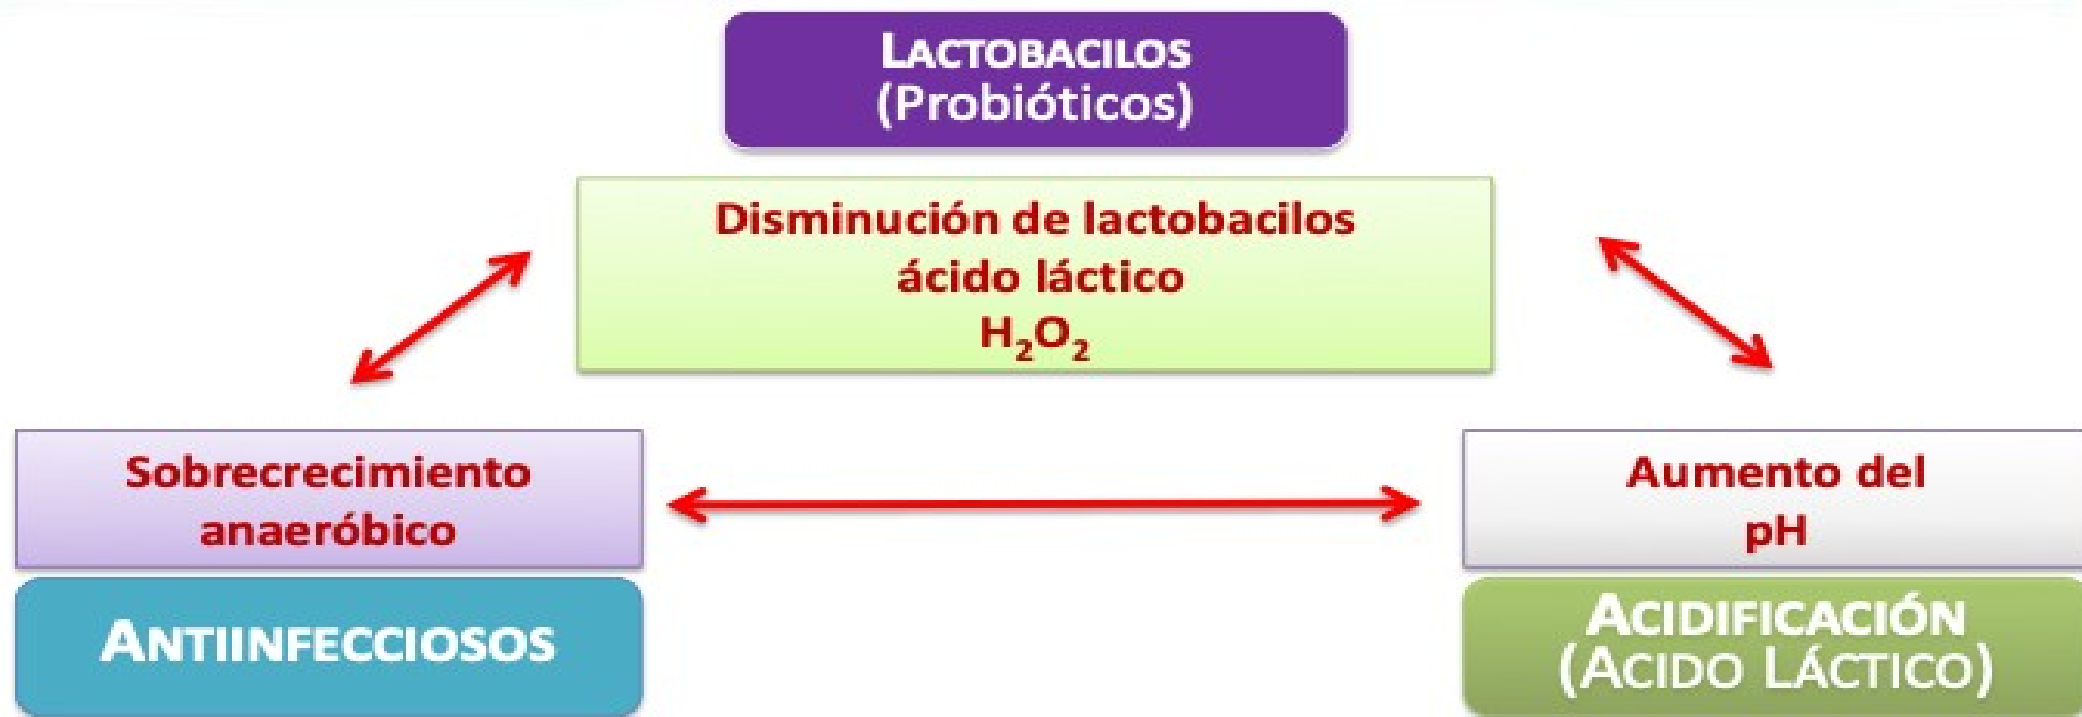 LACTOBACILOS
(Probióticos)
Disminución de lactobacilos
ácido láctico
H₂O₂
Sobrecrecimiento
anaeróbico
Aumento del
pH
ANTIINFECCIOSOS
ACIDIFICACIÓN
(ACIDO LÁCTICO)